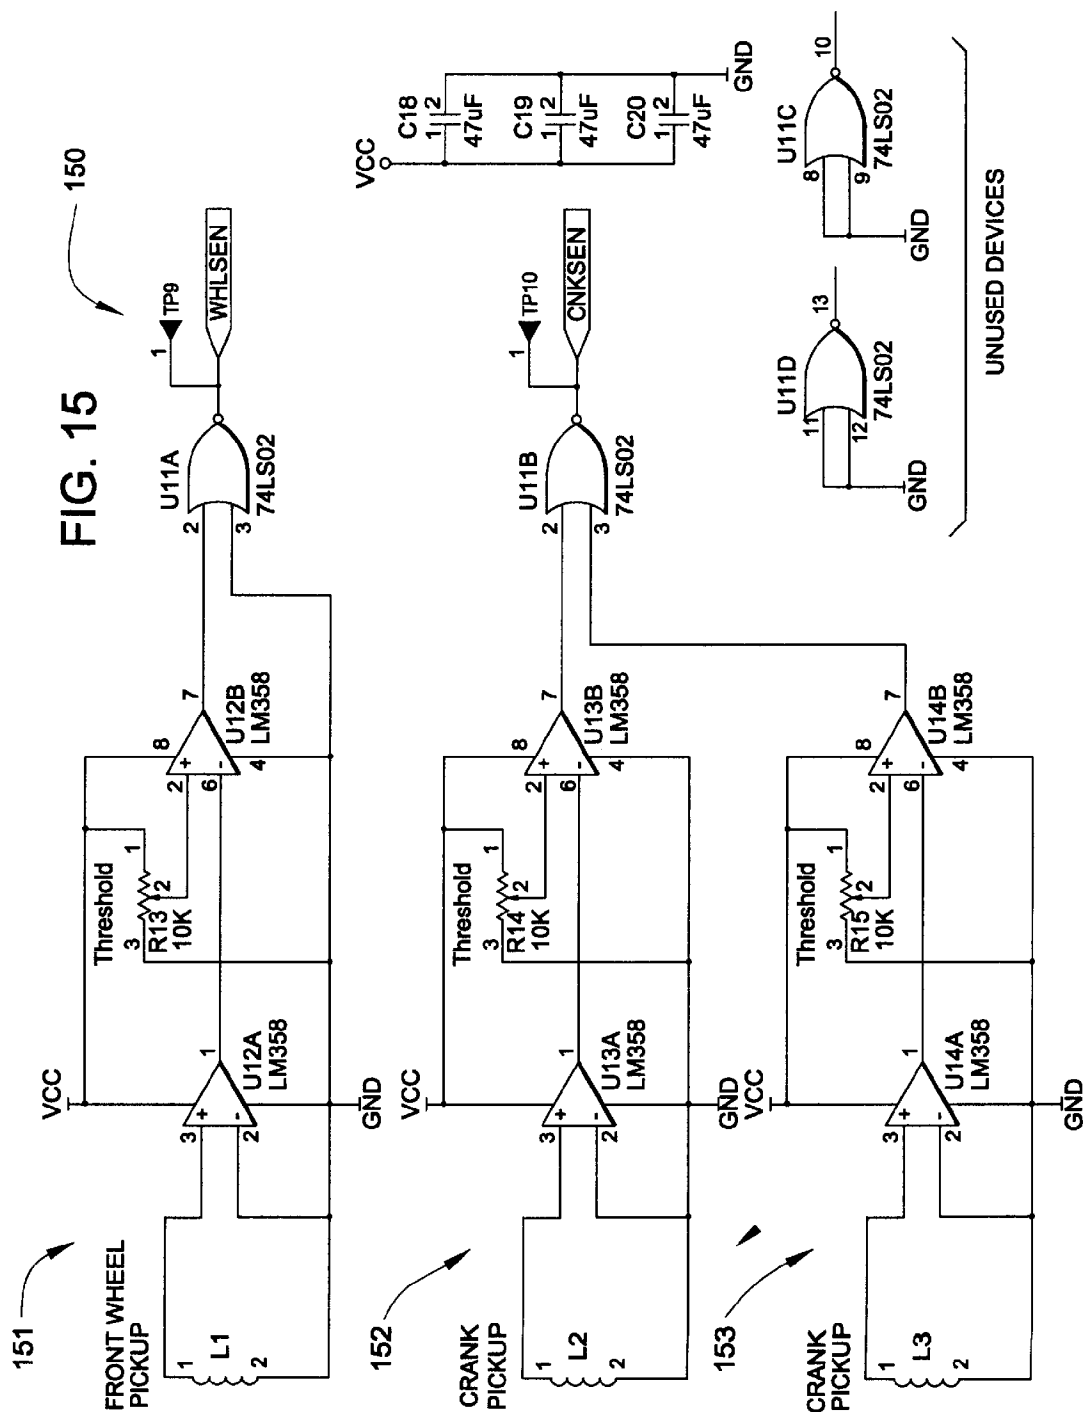 FIG. 15
150
151
FRONT WHEEL
PICKUP
1
L1
2
VCC
3
+
-
2
1
U12A
LM358
GND
Threshold
3
1
R13
2
10K
8
2
+
6
-
4
7
U12B
LM358
2
3
U11A
74LS02
1
TP9
WHLSEN
152
CRANK
PICKUP
1
L2
2
VCC
3
+
-
2
1
U13A
LM358
GND
Threshold
3
1
R14
2
10K
8
2
+
6
-
4
7
U13B
LM358
2
3
U11B
74LS02
1
TP10
CNKSEN
153
CRANK
PICKUP
1
L3
2
VCC
3
+
-
2
1
U14A
LM358
GND
Threshold
3
1
R15
2
10K
8
2
+
6
-
4
7
U14B
LM358
VCC
C18
1 2
47uF
C19
1 2
47uF
C20
1 2
47uF
GND
U11D
11
12
13
74LS02
GND
U11C
8
9
10
74LS02
GND
UNUSED DEVICES